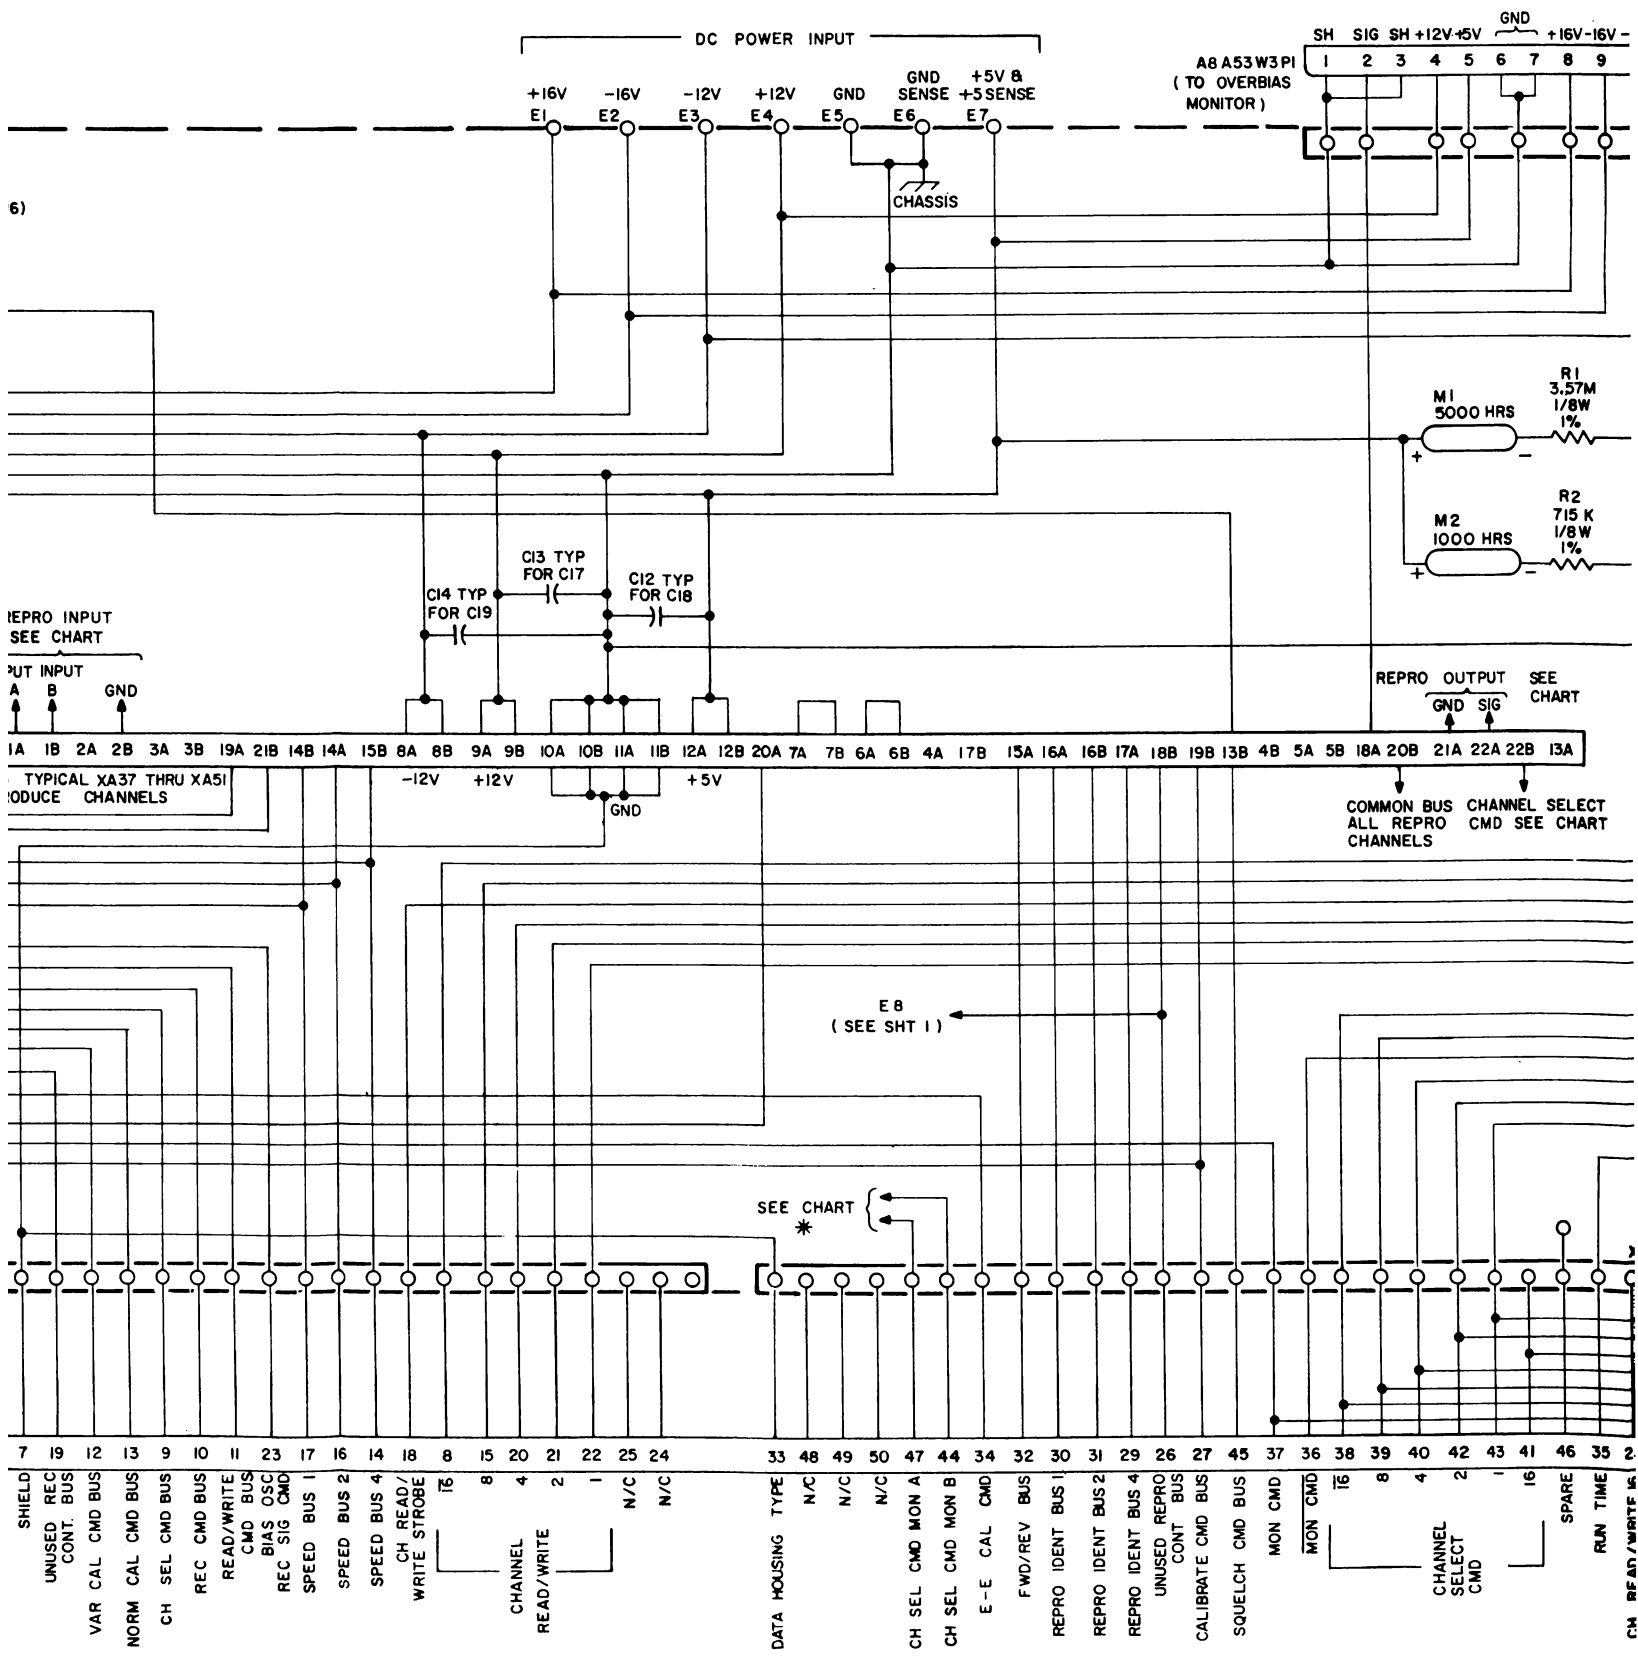 DC POWER INPUT
+16V
E1
-16V
E2
-12V
E3
+12V
E4
GND
E5
GND
SENSE
E6
+5V &
+5 SENSE
E7
CHASSIS
A8 A53 W3 P1
( TO OVERBIAS
MONITOR )
GND
SH SIG SH +12V +5V +16V -16V -
1 2 3 4 5 6 7 8 9
6)
M1
5000 HRS
+ -
R1
3.57M
1/8W
1%
M2
1000 HRS
+ -
R2
715 K
1/8W
1%
C13 TYP
FOR C17
C12 TYP
FOR C18
C14 TYP
FOR C19
REPRO INPUT
SEE CHART
PUT INPUT
A B GND
REPRO OUTPUT SEE
CHART
GND SIG
1A 1B 2A 2B 3A 3B 19A 21B 14B 14A 15B 8A 8B 9A 9B 10A 10B 11A 11B 12A 12B 20A 7A 7B 6A 6B 4A 17B 15A 16A 16B 17A 18B 19B 13B 4B 5A 5B 18A 20B 21A 22A 22B 13A
TYPICAL XA37 THRU XA51
RODUCE CHANNELS
-12V
+12V
GND
+5V
COMMON BUS
ALL REPRO
CHANNELS
CHANNEL SELECT
CMD SEE CHART
E8
( SEE SHT 1 )
SEE CHART
*
7 19 12 13 9 10 11 23 17 16 14 18 8 15 20 21 22 25 24 33 48 49 50 47 44 34 32 30 31 29 26 27 45 37 36 38 39 40 42 43 41 46 35 2
SHIELD
UNUSED REC
CONT. BUS
VAR CAL CMD BUS
NORM CAL CMD BUS
CH SEL CMD BUS
REC CMD BUS
READ/WRITE
CMD BUS
BIAS OSC
REC SIG CMD
SPEED BUS 1
SPEED BUS 2
SPEED BUS 4
CH READ/
WRITE STROBE
16
8
4
2
1
CHANNEL
READ/WRITE
N/C
N/C
DATA HOUSING TYPE
N/C
N/C
N/C
CH SEL CMD MON A
CH SEL CMD MON B
E-E CAL CMD
FWD/REV BUS
REPRO IDENT BUS 1
REPRO IDENT BUS 2
REPRO IDENT BUS 4
UNUSED REPRO
CONT BUS
CALIBRATE CMD BUS
SQUELCH CMD BUS
MON CMD
MON CMD
16
8
4
2
1
16
CHANNEL
SELECT
CMD
SPARE
RUN TIME
CH READ/WRITE 16